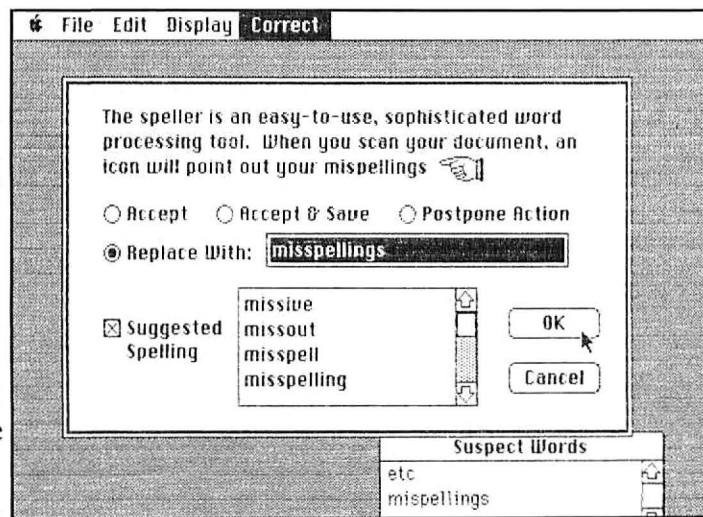 File Edit Display Correct
The speller is an easy-to-use, sophisticated word
processing tool. When you scan your document, an
icon will point out your mispellings
Accept Accept & Save Postpone Action
Replace With: misspellings
missive
missout
misspell
misspelling
Suggested
Spelling
OK
Cancel
Suspect Words
etc
mispellings